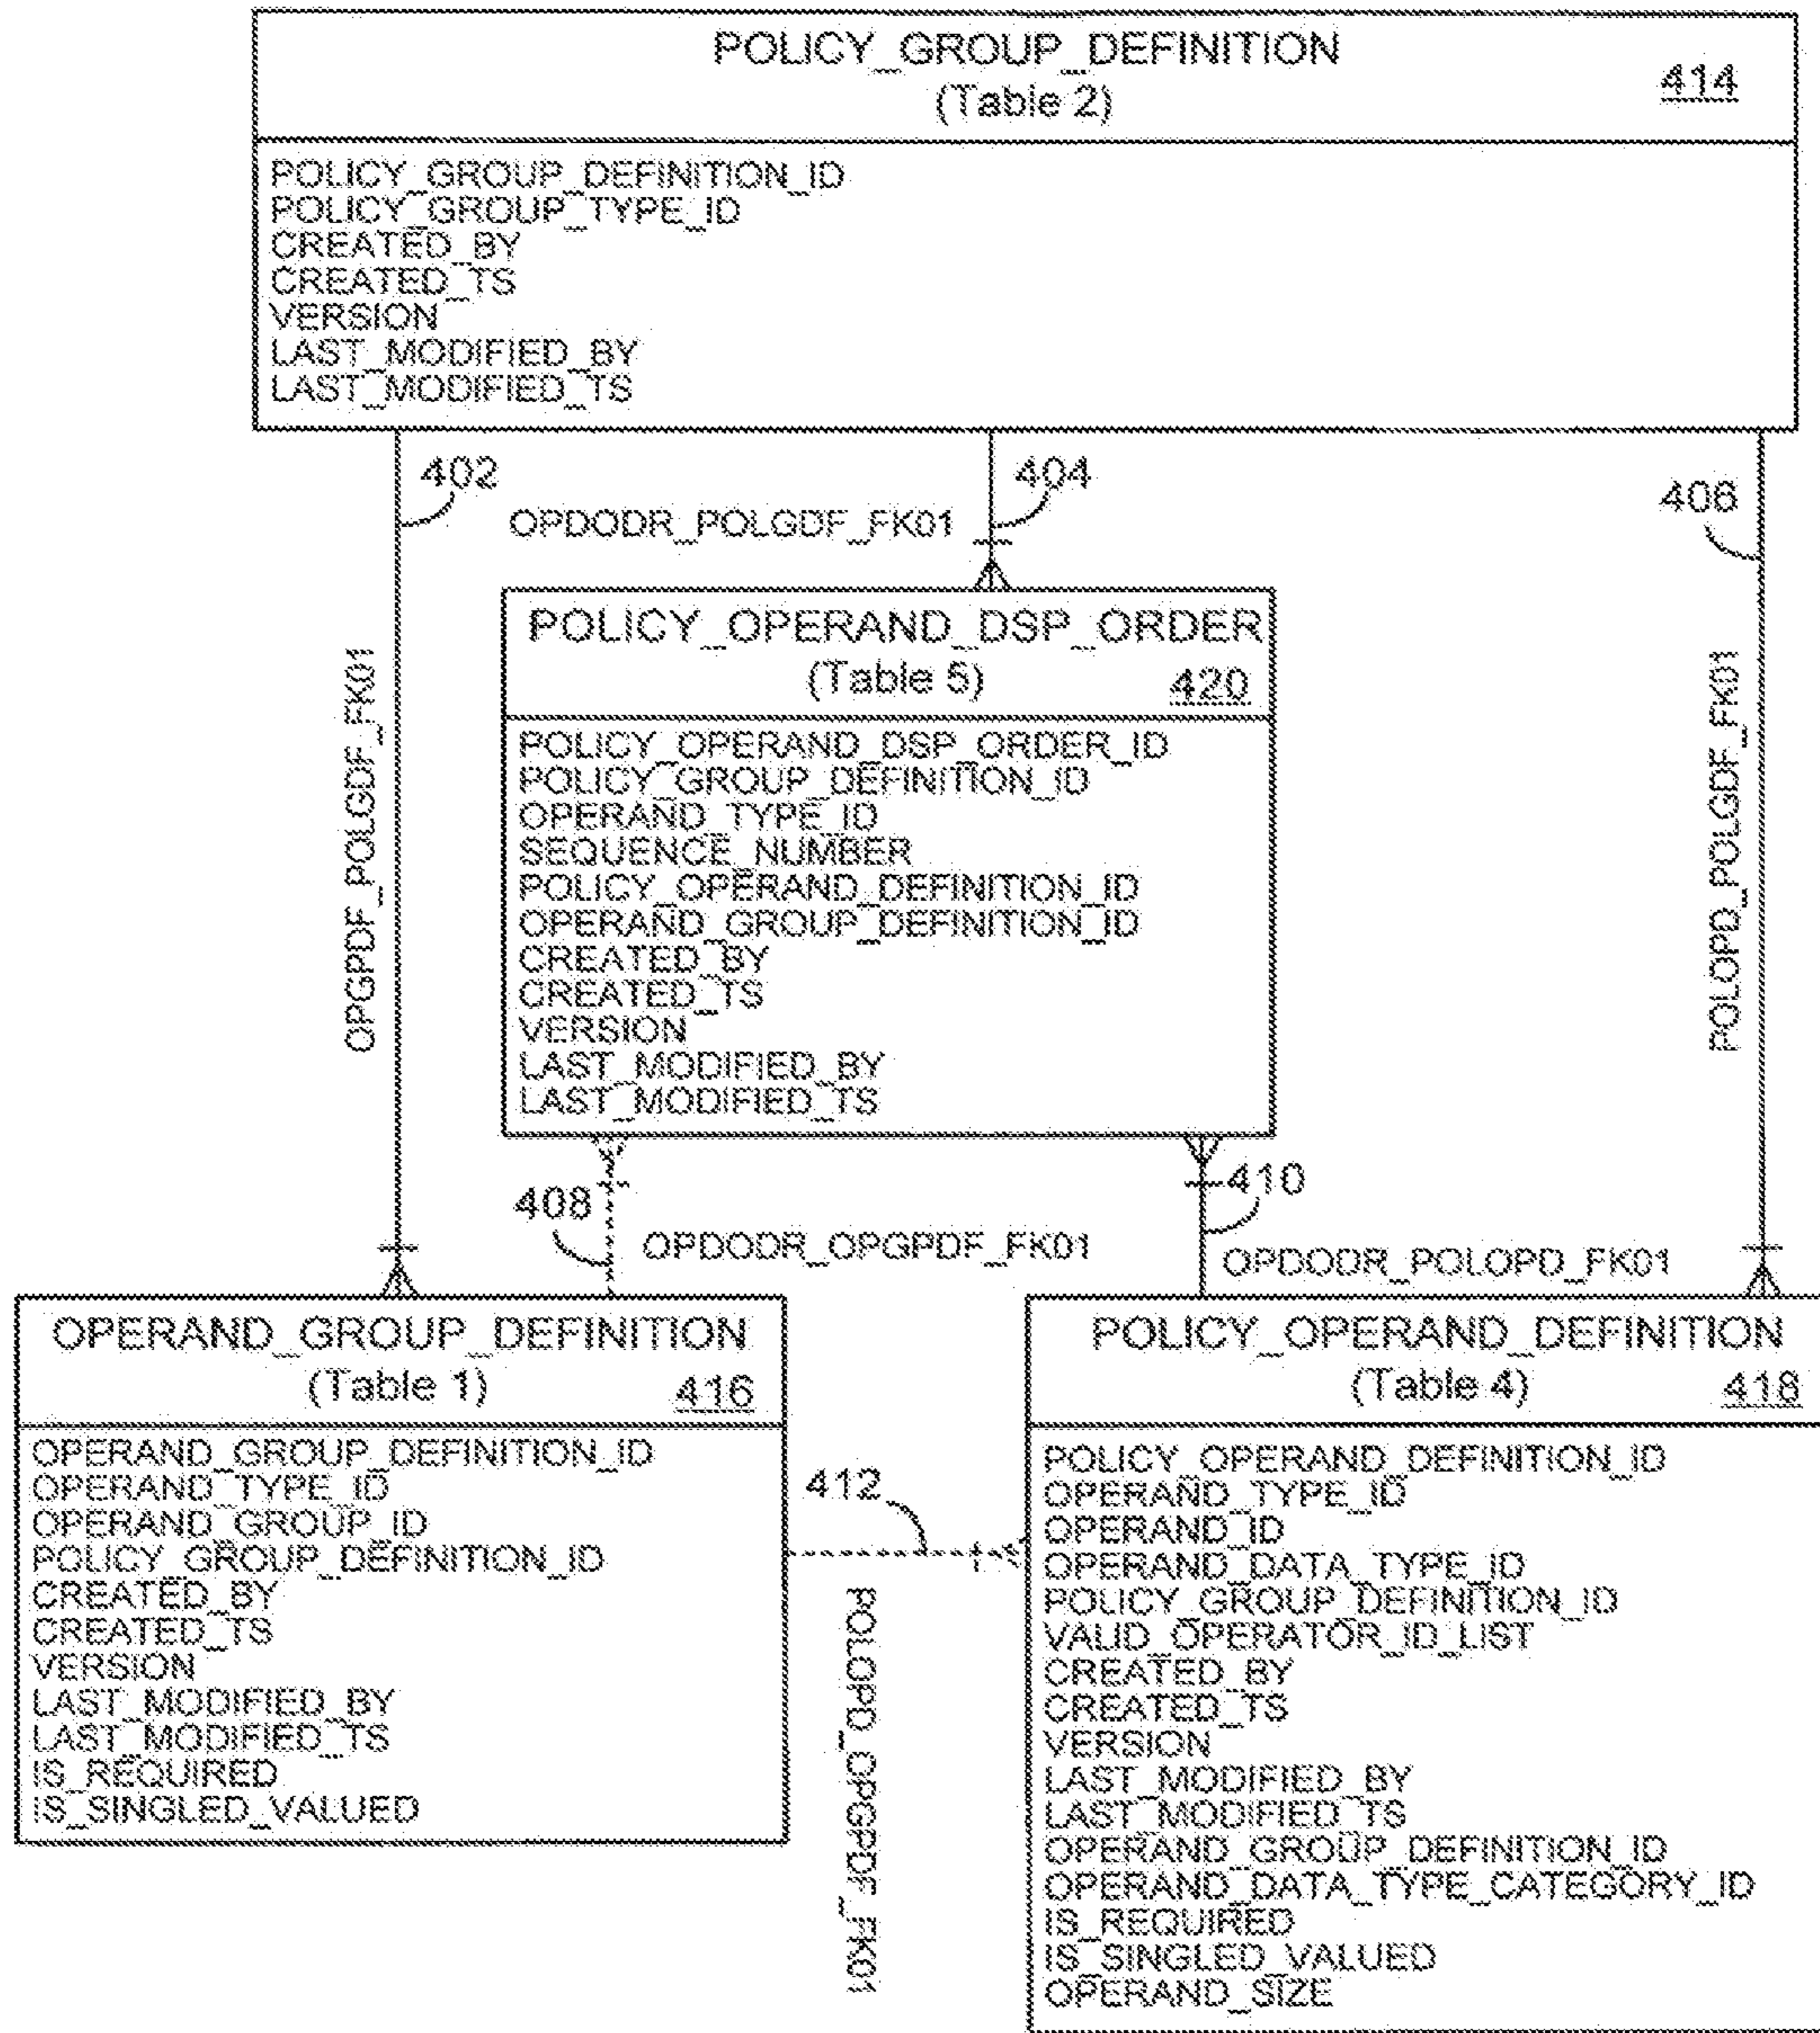 POLICY_GROUP_DEFINITION
(Table 2)
414
POLICY_GROUP_DEFINITION_ID
POLICY_GROUP_TYPE_ID
CREATED_BY
CREATED_TS
VERSION
LAST_MODIFIED_BY
LAST_MODIFIED_TS
402
404
406
OPDODR_POLGDF_FK01
OPGPDF_POLGDF_FK01
POLOPD_POLGDF_FK01
POLICY_OPERAND_DSP_ORDER
(Table 5)
420
POLICY_OPERAND_DSP_ORDER_ID
POLICY_GROUP_DEFINITION_ID
OPERAND_TYPE_ID
SEQUENCE_NUMBER
POLICY_OPERAND_DEFINITION_ID
OPERAND_GROUP_DEFINITION_ID
CREATED_BY
CREATED_TS
VERSION
LAST_MODIFIED_BY
LAST_MODIFIED_TS
408
410
OPDODR_OPGPDF_FK01
OPDODR_POLOPD_FK01
OPERAND_GROUP_DEFINITION
(Table 1)
416
OPERAND_GROUP_DEFINITION_ID
OPERAND_TYPE_ID
OPERAND_GROUP_ID
POLICY_GROUP_DEFINITION_ID
CREATED_BY
CREATED_TS
VERSION
LAST_MODIFIED_BY
LAST_MODIFIED_TS
IS_REQUIRED
IS_SINGLED_VALUED
412
POLOPD_OPGPDF_FK01
POLICY_OPERAND_DEFINITION
(Table 4)
418
POLICY_OPERAND_DEFINITION_ID
OPERAND_TYPE_ID
OPERAND_ID
OPERAND_DATA_TYPE_ID
POLICY_GROUP_DEFINITION_ID
VALID_OPERATOR_ID_LIST
CREATED_BY
CREATED_TS
VERSION
LAST_MODIFIED_BY
LAST_MODIFIED_TS
OPERAND_GROUP_DEFINITION_ID
OPERAND_DATA_TYPE_CATEGORY_ID
IS_REQUIRED
IS_SINGLED_VALUED
OPERAND_SIZE